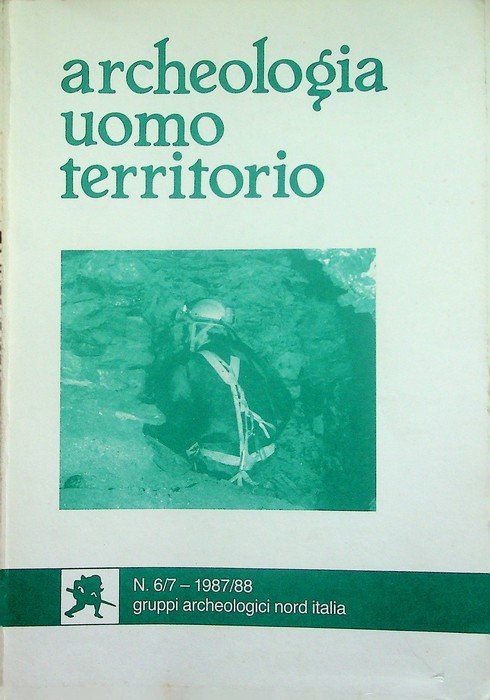 archeologia
uomo
territorio
N. 6/7 – 1987/88
gruppi archeologici nord italia